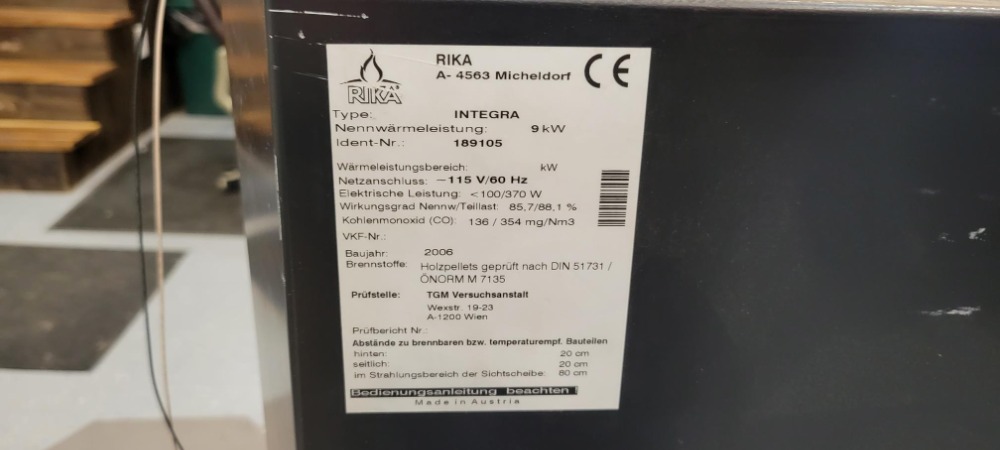 RIKA
RIKA
A- 4563 Micheldorf
CE
Type: INTEGRA
Nennwärmeleistung: 9 kW
Ident-Nr.: 189105
Wärmeleistungsbereich: kW
Netzanschluss: ~115 V/60 Hz
Elektrische Leistung: <100/370 W
Wirkungsgrad Nennw/Teillast: 85,7/88,1 %
Kohlenmonoxid (CO): 136 / 354 mg/Nm3
VKF-Nr.:
Baujahr: 2006
Brennstoffe: Holzpellets geprüft nach DIN 51731 /
ÖNORM M 7135
Prüfstelle: TGM Versuchsanstalt
Wexstr. 19-23
A-1200 Wien
Prüfbericht Nr.:
Abstände zu brennbaren bzw. temperaturempf. Bauteilen
hinten: 20 cm
seitlich: 20 cm
im Strahlungsbereich der Sichtscheibe: 80 cm
Bedienungsanleitung beachten !
Made in Austria